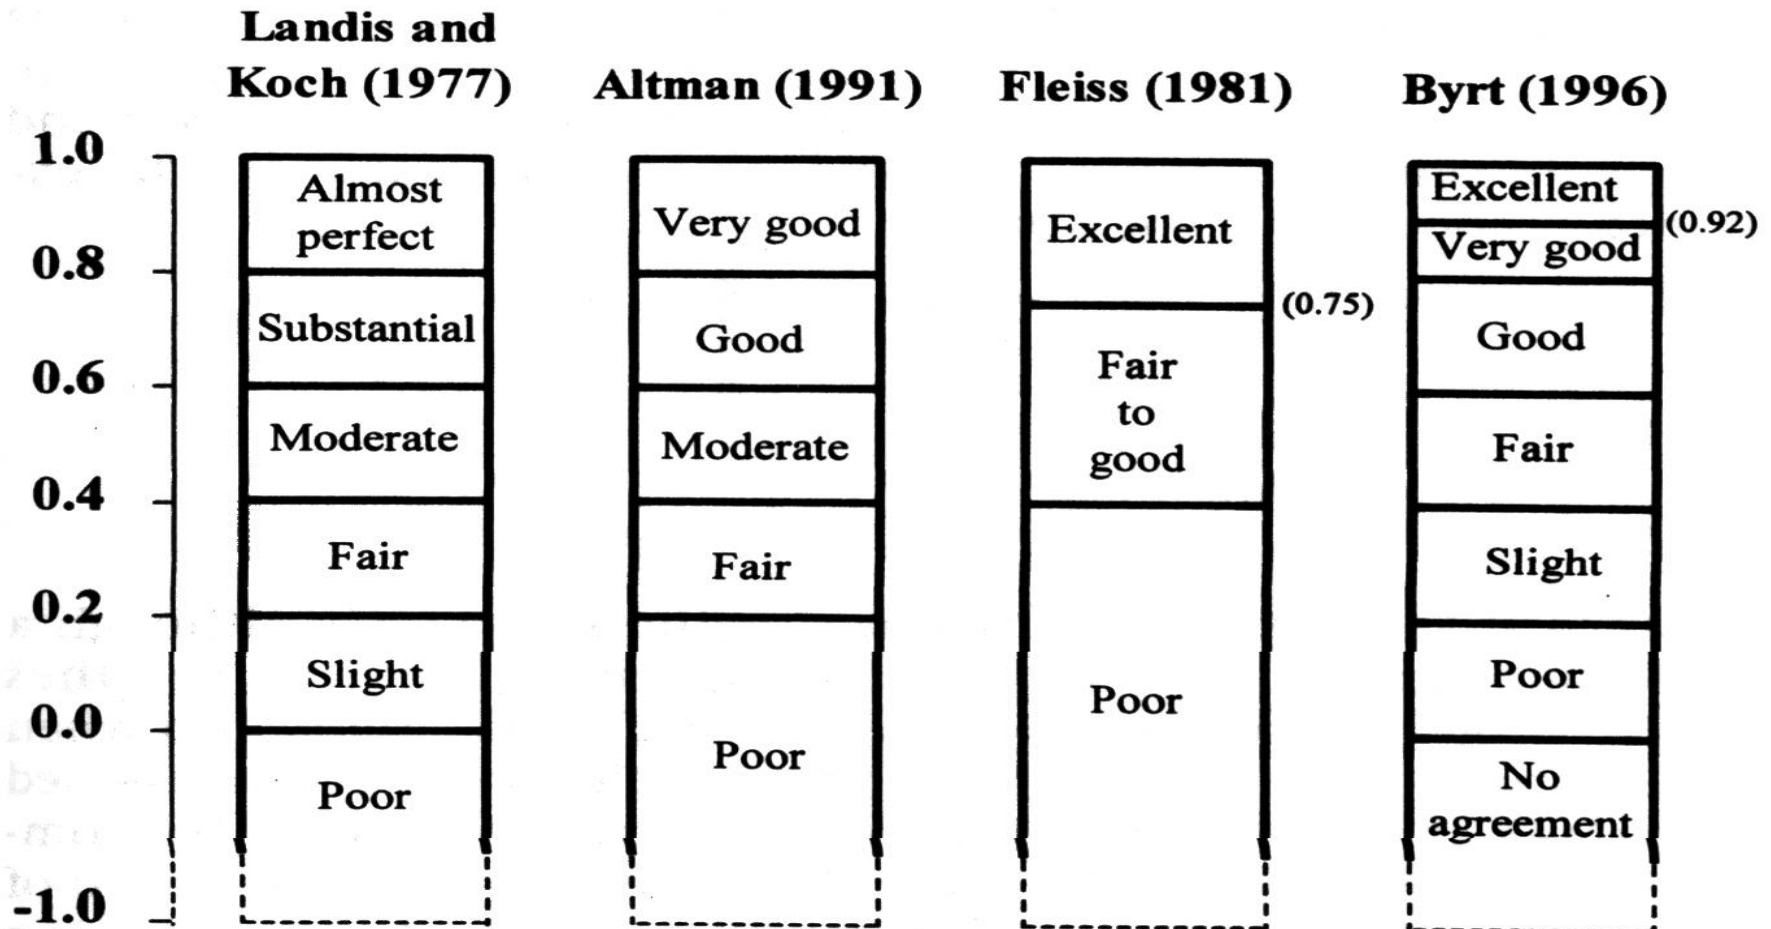 Landis and
Koch (1977)
Altman (1991)
Fleiss (1981)
Byrt (1996)
1.0
0.8
0.6
0.4
0.2
0.0
-1.0
Almost
perfect
Substantial
Moderate
Fair
Slight
Poor
Very good
Good
Moderate
Fair
Poor
Excellent
(0.75)
Fair
to
good
Poor
Excellent
(0.92)
Very good
Good
Fair
Slight
Poor
No
agreement